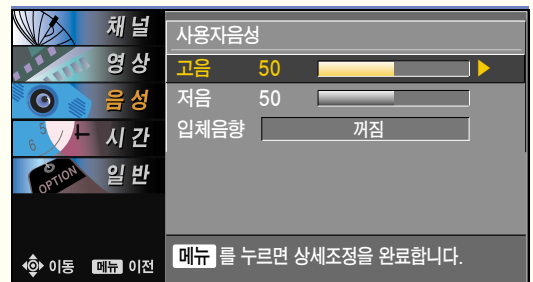 채널
영상
음성
시간
일반
OPTION
이동 메뉴 이전
사용자음성
고음 50
저음 50
입체음향 꺼짐
메뉴 를 누르면 상세조정을 완료합니다.
5
6